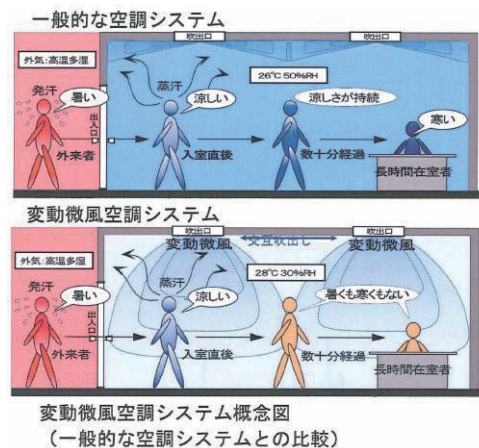 一般的な空調システム
吹出口
吹出口
外気:高温多湿
発汗
暑い
出入口
外来者
蒸汗
涼しい
入室直後
26℃ 50%RH
涼しさが持続
数十分経過
寒い
長時間在室者
変動微風空調システム
吹出口
変動微風
交互吹出し
吹出口
変動微風
外気:高温多湿
発汗
暑い
出入口
外来者
蒸汗
涼しい
入室直後
28℃ 30%RH
暑くも寒くもない
数十分経過
長時間在室者
変動微風空調システム概念図
(一般的な空調システムとの比較)